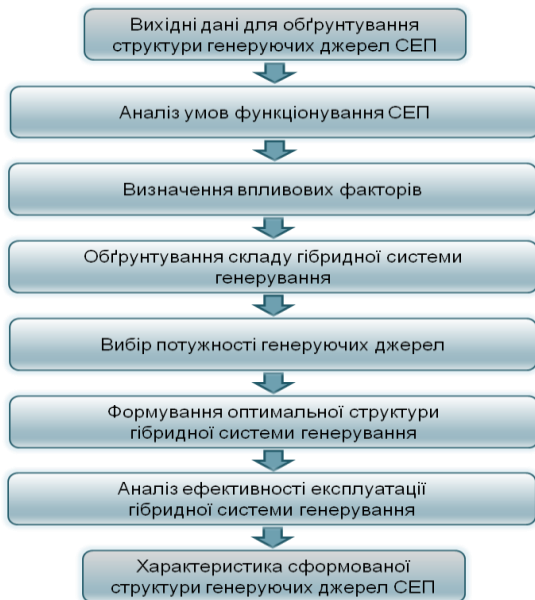 Вихідні дані для обґрунтування
структури генеруючих джерел СЕП
Аналіз умов функціонування СЕП
Визначення впливових факторів
Обґрунтування складу гібридної системи
генерування
Вибір потужності генеруючих джерел
Формування оптимальної структури
гібридної системи генерування
Аналіз ефективності експлуатації
гібридної системи генерування
Характеристика сформованої
структури генеруючих джерел СЕП